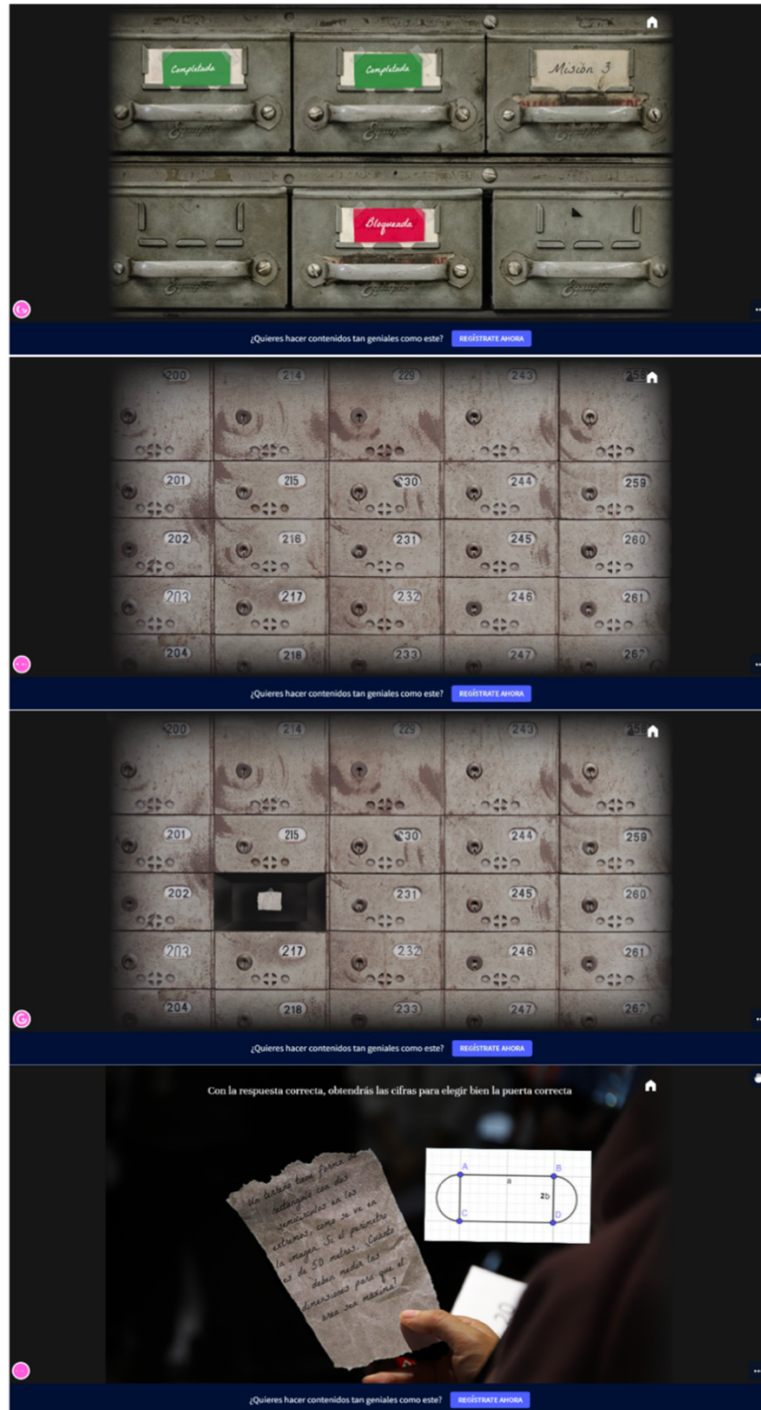 Completada Completada Misión 3
Bloqueada
¿Quieres hacer contenidos tan geniales como este? REGÍSTRATE AHORA
200 214 229 243 258
201 215 230 244 259
202 216 231 245 260
203 217 232 246 261
204 218 233 247 262
¿Quieres hacer contenidos tan geniales como este? REGÍSTRATE AHORA
200 214 229 243 258
201 215 230 244 259
202 231 245 260
203 217 232 246 261
204 218 233 247 262
¿Quieres hacer contenidos tan geniales como este? REGÍSTRATE AHORA
Con la respuesta correcta, obtendrás las cifras para elegir bien la puerta correcta
Un terreno tiene forma de
rectángulo con dos
semicírculos en los
extremos, como se ve en
la imagen. Si el perímetro
es de 50 metros. ¿Cuánto
deben medir las
dimensiones para que el
área sea máxima?
A B
a
2b
C D
20
¿Quieres hacer contenidos tan geniales como este? REGÍSTRATE AHORA